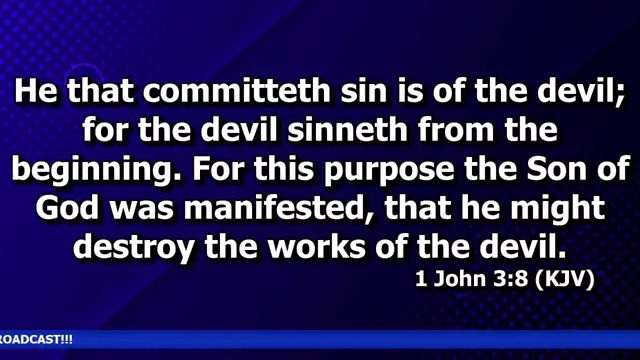 He that committeth sin is of the devil;
for the devil sinneth from the
beginning. For this purpose the Son of
God was manifested, that he might
destroy the works of the devil.
1 John 3:8 (KJV)
ROADCAST!!!